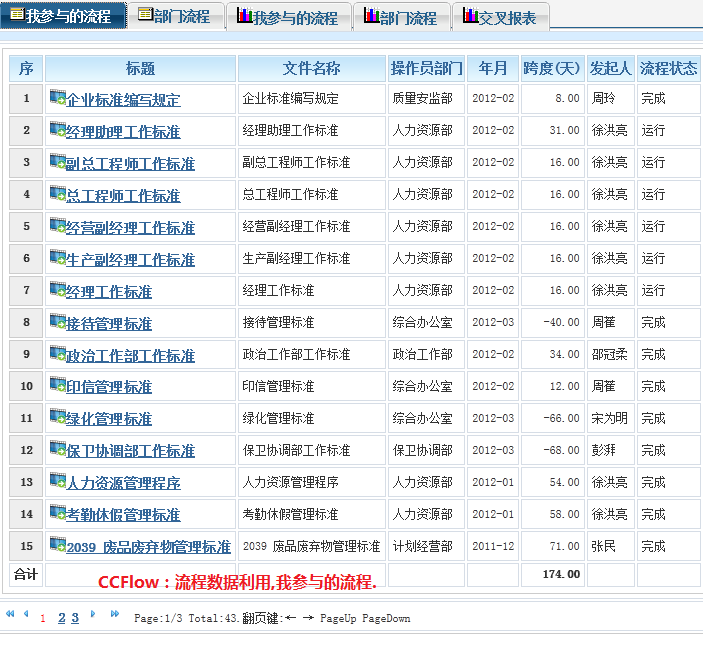 我参与的流程 部门流程 我参与的流程 部门流程 交叉报表
序 标题 文件名称 操作员部门 年月 跨度(天) 发起人 流程状态
1 企业标准编写规定 企业标准编写规定 质量安监部 2012-02 8.00 周玲 完成
2 经理助理工作标准 经理助理工作标准 人力资源部 2012-02 31.00 徐洪亮 运行
3 副总工程师工作标准 副总工程师工作标准 人力资源部 2012-02 16.00 徐洪亮 运行
4 总工程师工作标准 总工程师工作标准 人力资源部 2012-02 16.00 徐洪亮 运行
5 经营副经理工作标准 经营副经理工作标准 人力资源部 2012-02 16.00 徐洪亮 运行
6 生产副经理工作标准 生产副经理工作标准 人力资源部 2012-02 16.00 徐洪亮 运行
7 经理工作标准 经理工作标准 人力资源部 2012-02 16.00 徐洪亮 运行
8 接待管理标准 接待管理标准 综合办公室 2012-03 -40.00 周 完成
9 政治工作部工作标准 政治工作部工作标准 政治工作部 2012-02 34.00 邵冠柔 完成
10 印信管理标准 印信管理标准 综合办公室 2012-02 12.00 周 完成
11 绿化管理标准 绿化管理标准 综合办公室 2012-03 -66.00 宋为明 完成
12 保卫协调部工作标准 保卫协调部工作标准 保卫协调部 2012-03 -68.00 彭湃 完成
13 人力资源管理程序 人力资源管理程序 人力资源部 2012-01 54.00 徐洪亮 完成
14 考勤休假管理标准 考勤休假管理标准 人力资源部 2012-01 58.00 徐洪亮 完成
15 2039 废品废弃物管理标准 2039 废品废弃物管理标准 计划经营部 2011-12 71.00 张民 完成
合计 174.00
CCFlow：流程数据利用,我参与的流程.
1 2 3 Page:1/3 Total:43.翻页键:← → PageUp PageDown